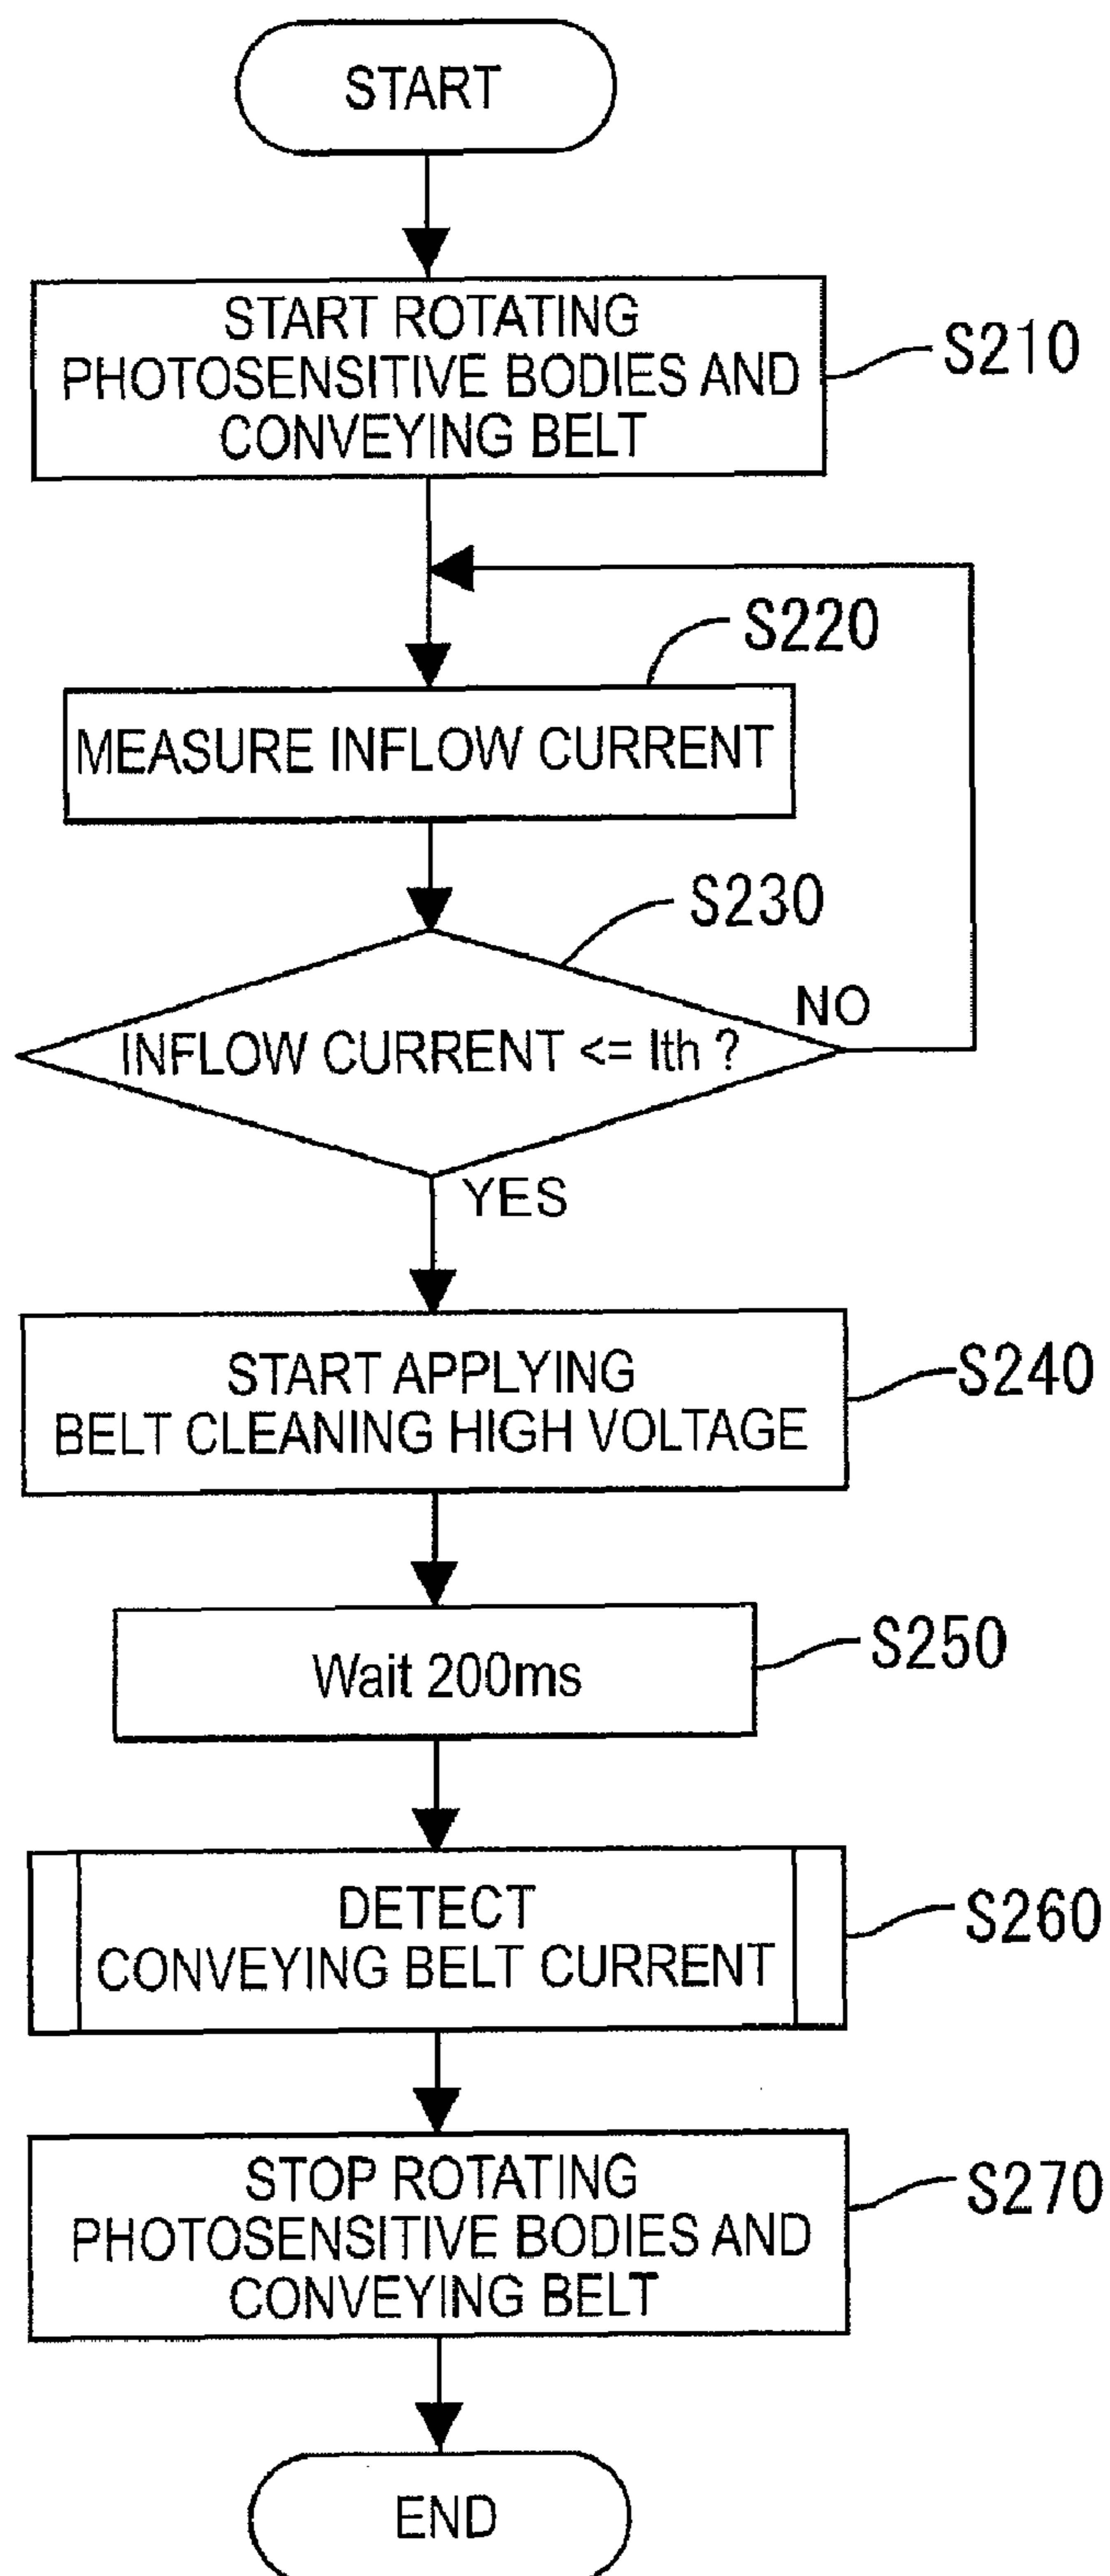 START
START ROTATING
PHOTOSENSITIVE BODIES AND
CONVEYING BELT
S210
S220
MEASURE INFLOW CURRENT
S230
INFLOW CURRENT <= Ith ?
NO
YES
START APPLYING
BELT CLEANING HIGH VOLTAGE
S240
Wait 200ms
S250
DETECT
CONVEYING BELT CURRENT
S260
STOP ROTATING
PHOTOSENSITIVE BODIES AND
CONVEYING BELT
S270
END